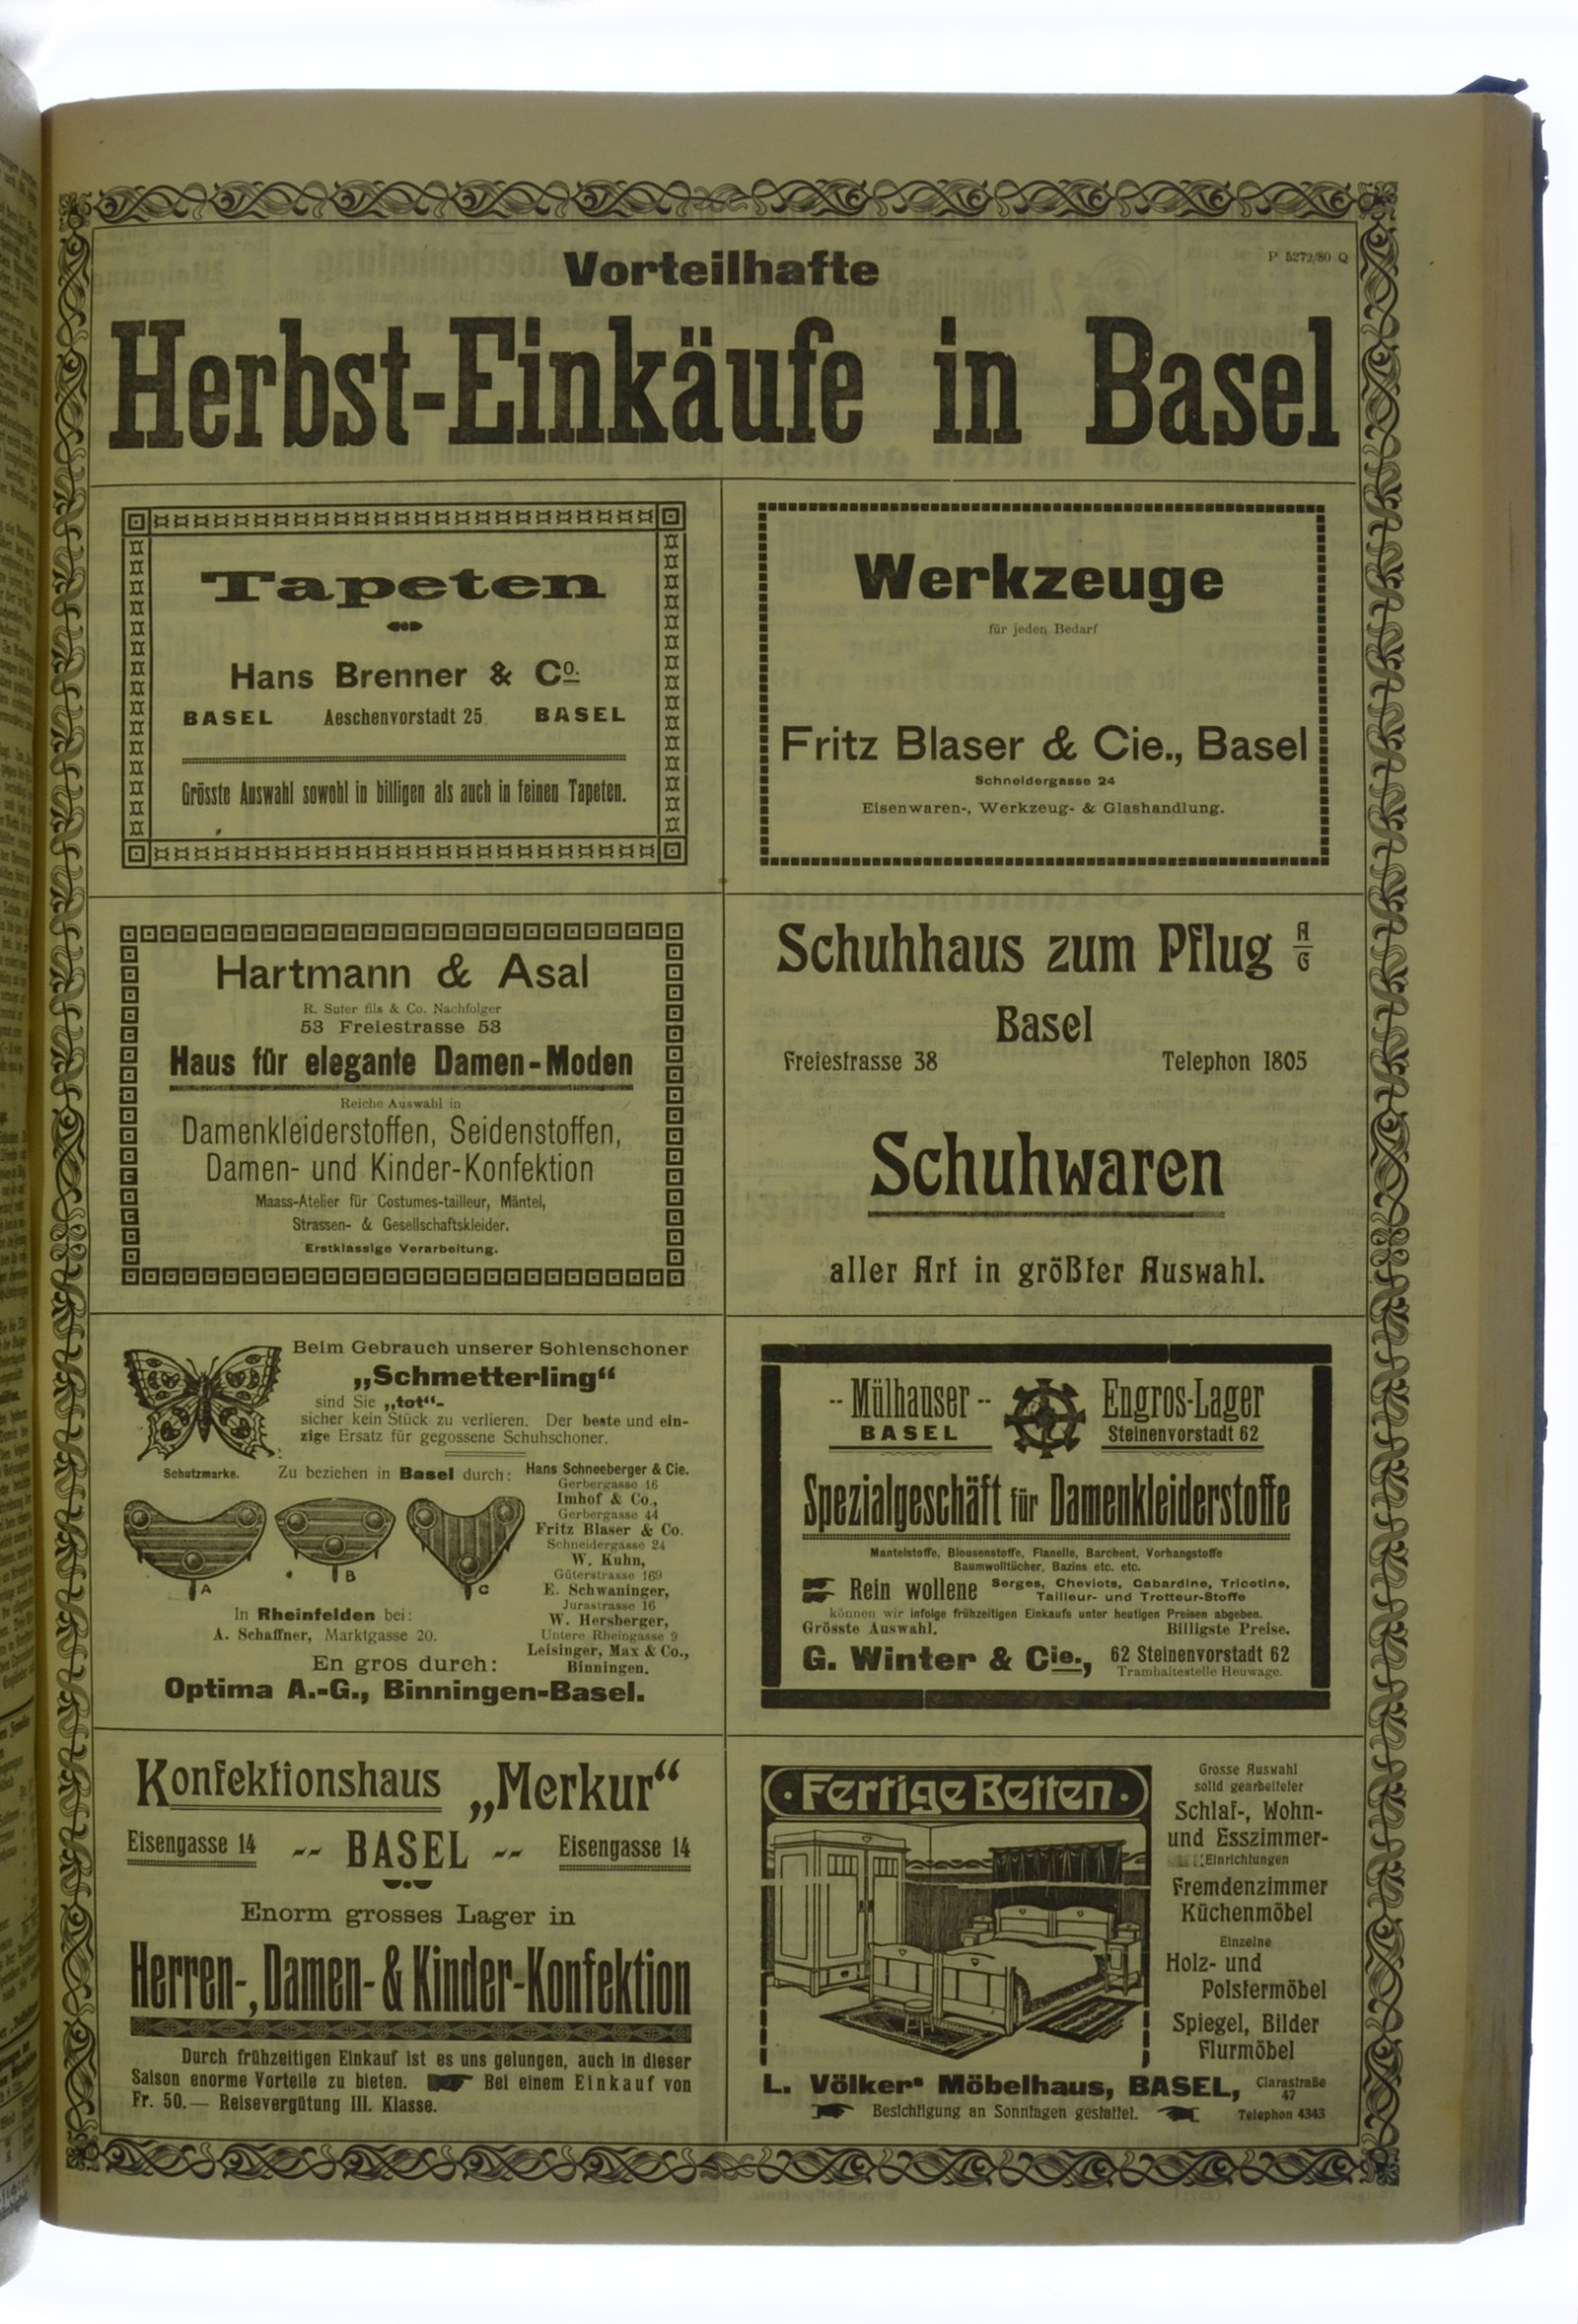 Vorteilhafte
P 5272/80 Q
Herbst-Einkäufe in Basel
Tapeten
Hans Brenner & Co.
BASEL Aeschenvorstadt 25 BASEL
Grösste Auswahl sowohl in billigen als auch in feinen Tapeten.
Werkzeuge
für jeden Bedarf
Fritz Blaser & Cie., Basel
Schneidergasse 24
Eisenwaren-, Werkzeug- & Glashandlung.
Hartmann & Asal
R. Suter fils & Co. Nachfolger
53 Freiestrasse 53
Haus für elegante Damen-Moden
Reiche Auswahl in
Damenkleiderstoffen, Seidenstoffen,
Damen- und Kinder-Konfektion
Maass-Atelier für Costumes-tailleur, Mäntel,
Strassen- & Gesellschaftskleider.
Erstklassige Verarbeitung.
Schuhhaus zum Pflug A G
Basel
Freiestrasse 38 Telephon 1805
Schuhwaren
aller Art in größter Auswahl.
Beim Gebrauch unserer Sohlenschoner
„Schmetterling“
sind Sie „tot“-
sicher kein Stück zu verlieren. Der beste und ein-
zige Ersatz für gegossene Schuhschoner.
Schutzmarke.
Zu beziehen in Basel durch:
Hans Schneeberger & Cie.
Gerbergasse 16
Imhof & Co.,
Gerbergasse 44
Fritz Blaser & Co.
Schneidergasse 24
W. Kuhn,
Güterstrasse 169
E. Schwaninger,
Jurastrasse 16
W. Hersberger,
Untere Rheingasse 9
Leisinger, Max & Co.,
Binningen.
A B C
In Rheinfelden bei:
A. Schaffner, Marktgasse 20.
En gros durch:
Optima A.-G., Binningen-Basel.
-- Mülhauser -- Engros-Lager
BASEL Steinenvorstadt 62
Spezialgeschäft für Damenkleiderstoffe
Mantelstoffe, Blousenstoffe, Flanelle, Barchent, Vorhangstoffe
Baumwolltücher, Bazins etc. etc.
Rein wollene Serges, Cheviots, Gabardine, Tricotine,
Tailleur- und Trotteur-Stoffe
können wir infolge frühzeitigen Einkaufs unter heutigen Preisen abgeben.
Grösste Auswahl. Billigste Preise.
G. Winter & Cie., 62 Steinenvorstadt 62
Tramhaltestelle Heuwage.
Konfektionshaus „Merkur“
Eisengasse 14 -- BASEL -- Eisengasse 14
Enorm grosses Lager in
Herren-, Damen- & Kinder-Konfektion
Durch frühzeitigen Einkauf ist es uns gelungen, auch in dieser
Saison enorme Vorteile zu bieten. Bei einem Einkauf von
Fr. 50.— Reisevergütung III. Klasse.
Fertige Betten
Grosse Auswahl
solid gearbeiteter
Schlaf-, Wohn-
und Esszimmer-
Einrichtungen
Fremdenzimmer
Küchenmöbel
Einzelne
Holz- und
Polstermöbel
Spiegel, Bilder
Flurmöbel
L. Völkers Möbelhaus, BASEL, Clarastraße
47
Besichtigung an Sonntagen gestattet. Telephon 4343